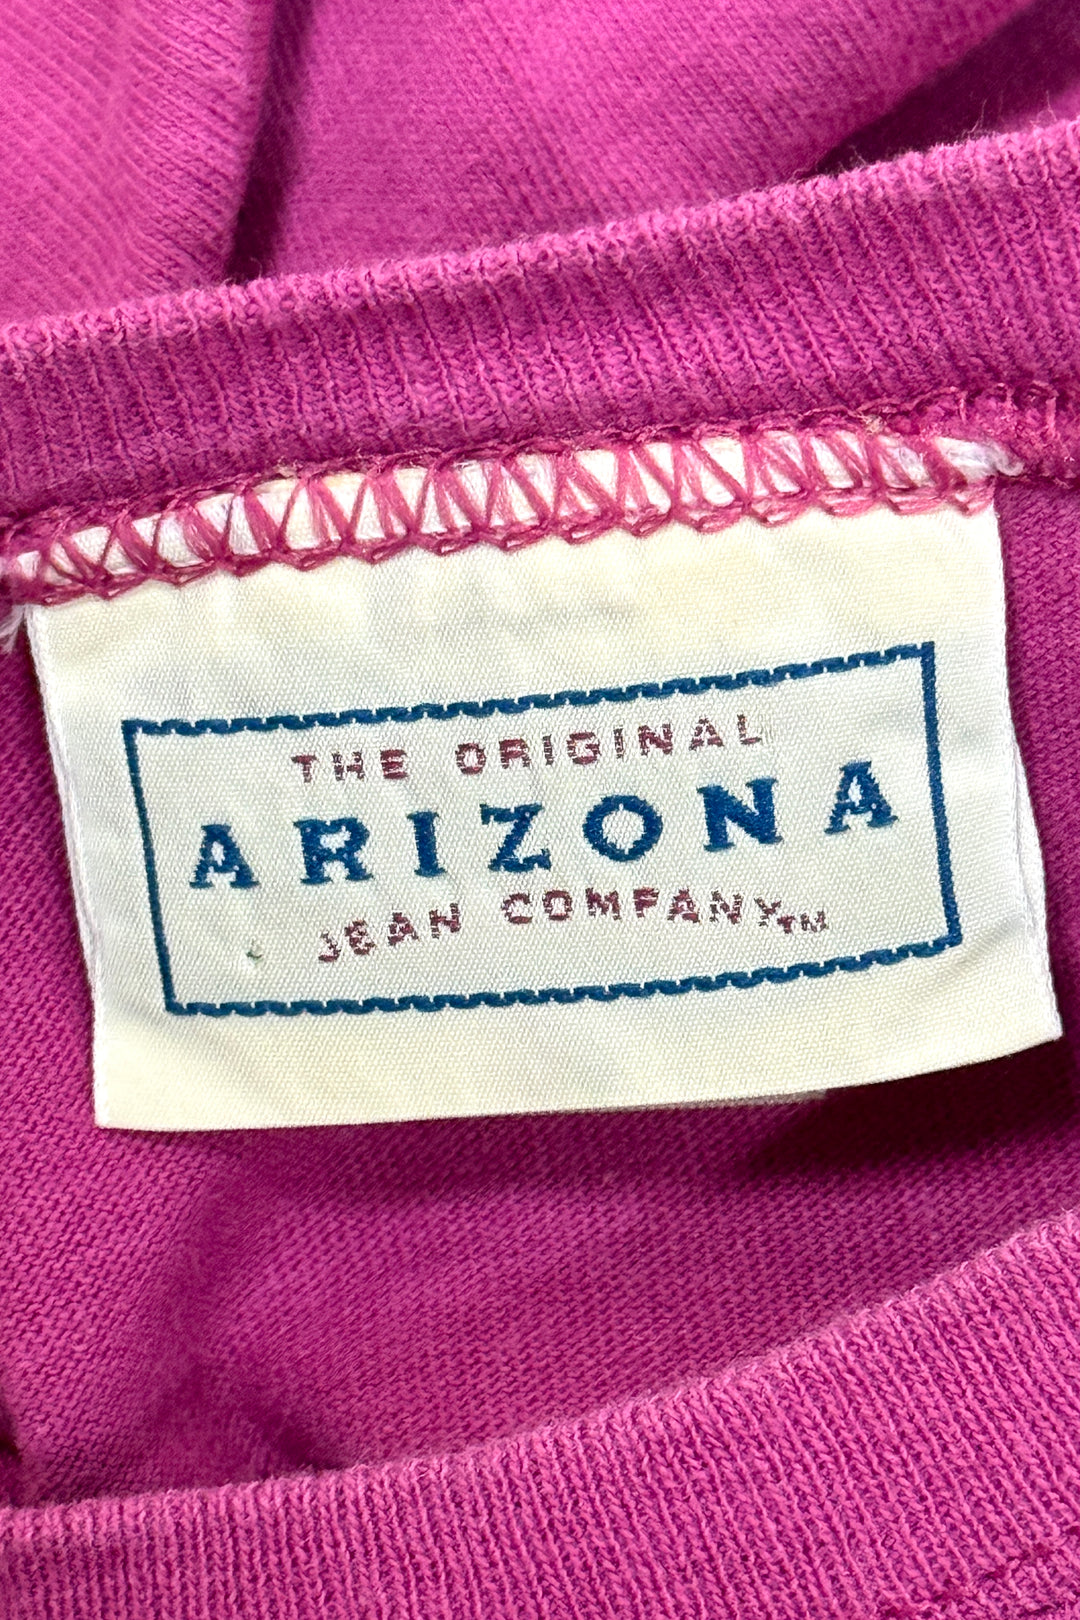 THE ORIGINAL
ARIZONA
JEAN COMPANY™